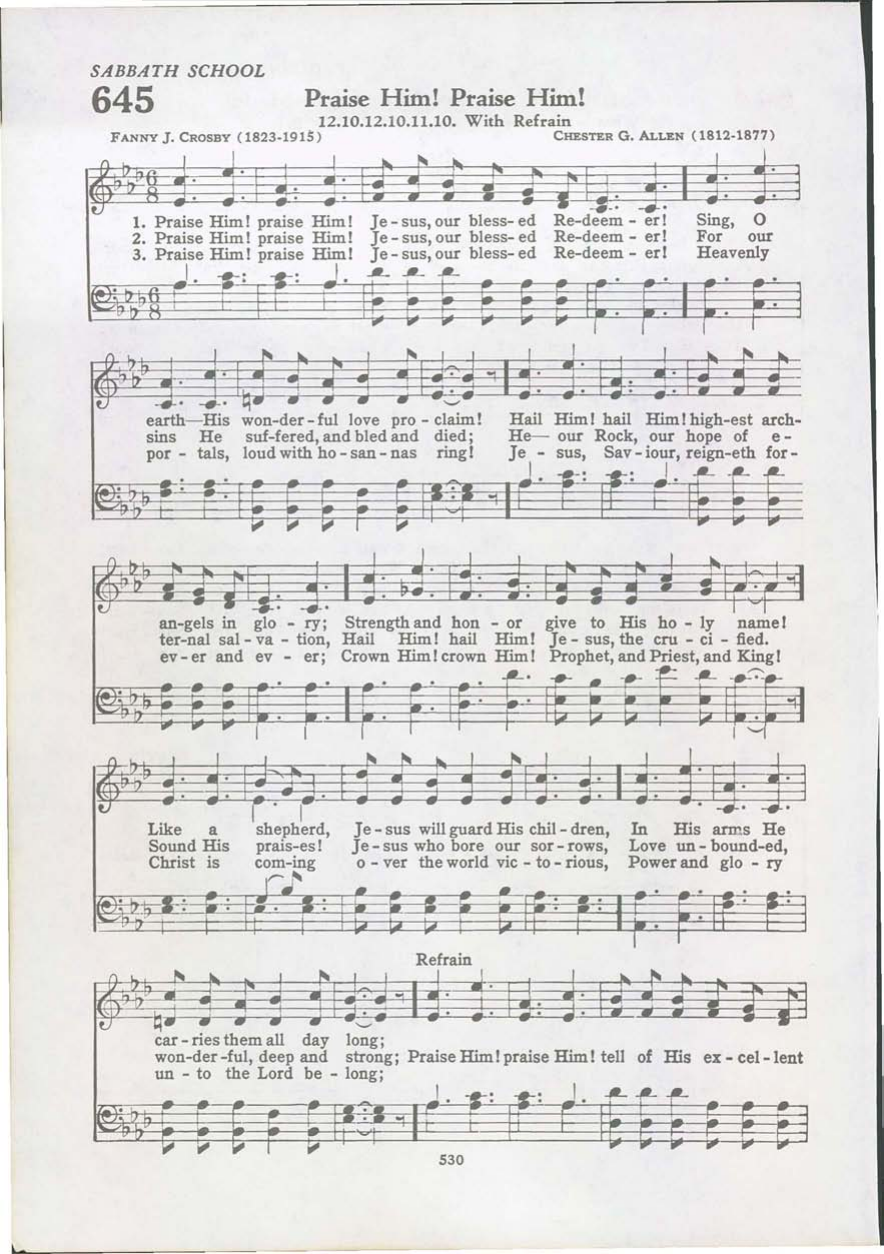 SABBATH SCHOOL
645
Praise Him! Praise Him!
12.10.12.10.11.10. With Refrain
FANNY J. CROSBY (1823-1915)
CHESTER G. ALLEN (1812-1877)
1. Praise Him! praise Him! Je - sus, our bless- ed Re-deem - er! Sing, O
2. Praise Him! praise Him! Je - sus, our bless- ed Re-deem - er! For our
3. Praise Him! praise Him! Je - sus, our bless- ed Re-deem - er! Heavenly
earth—His won-der-ful love pro - claim! Hail Him! hail Him! high-est arch-
sins He suf-fered, and bled and died; He— our Rock, our hope of e -
por - tals, loud with ho-san-nas ring! Je - sus, Sav-iour, reign-eth for-
an-gels in glo - ry; Strength and hon - or give to His ho - ly name!
ter-nal sal - va - tion, Hail Him! hail Him! Je - sus, the cru - ci - fied.
ev-er and ev - er; Crown Him! crown Him! Prophet, and Priest, and King!
Like a shepherd, Je - sus will guard His chil - dren, In His arms He
Sound His prais-es! Je - sus who bore our sor - rows, Love un - bound-ed,
Christ is com-ing o - ver the world vic - to - rious, Power and glo - ry
Refrain
car - ries them all day long;
won-der -ful, deep and strong; Praise Him! praise Him! tell of His ex - cel - lent
un - to the Lord be - long;
530